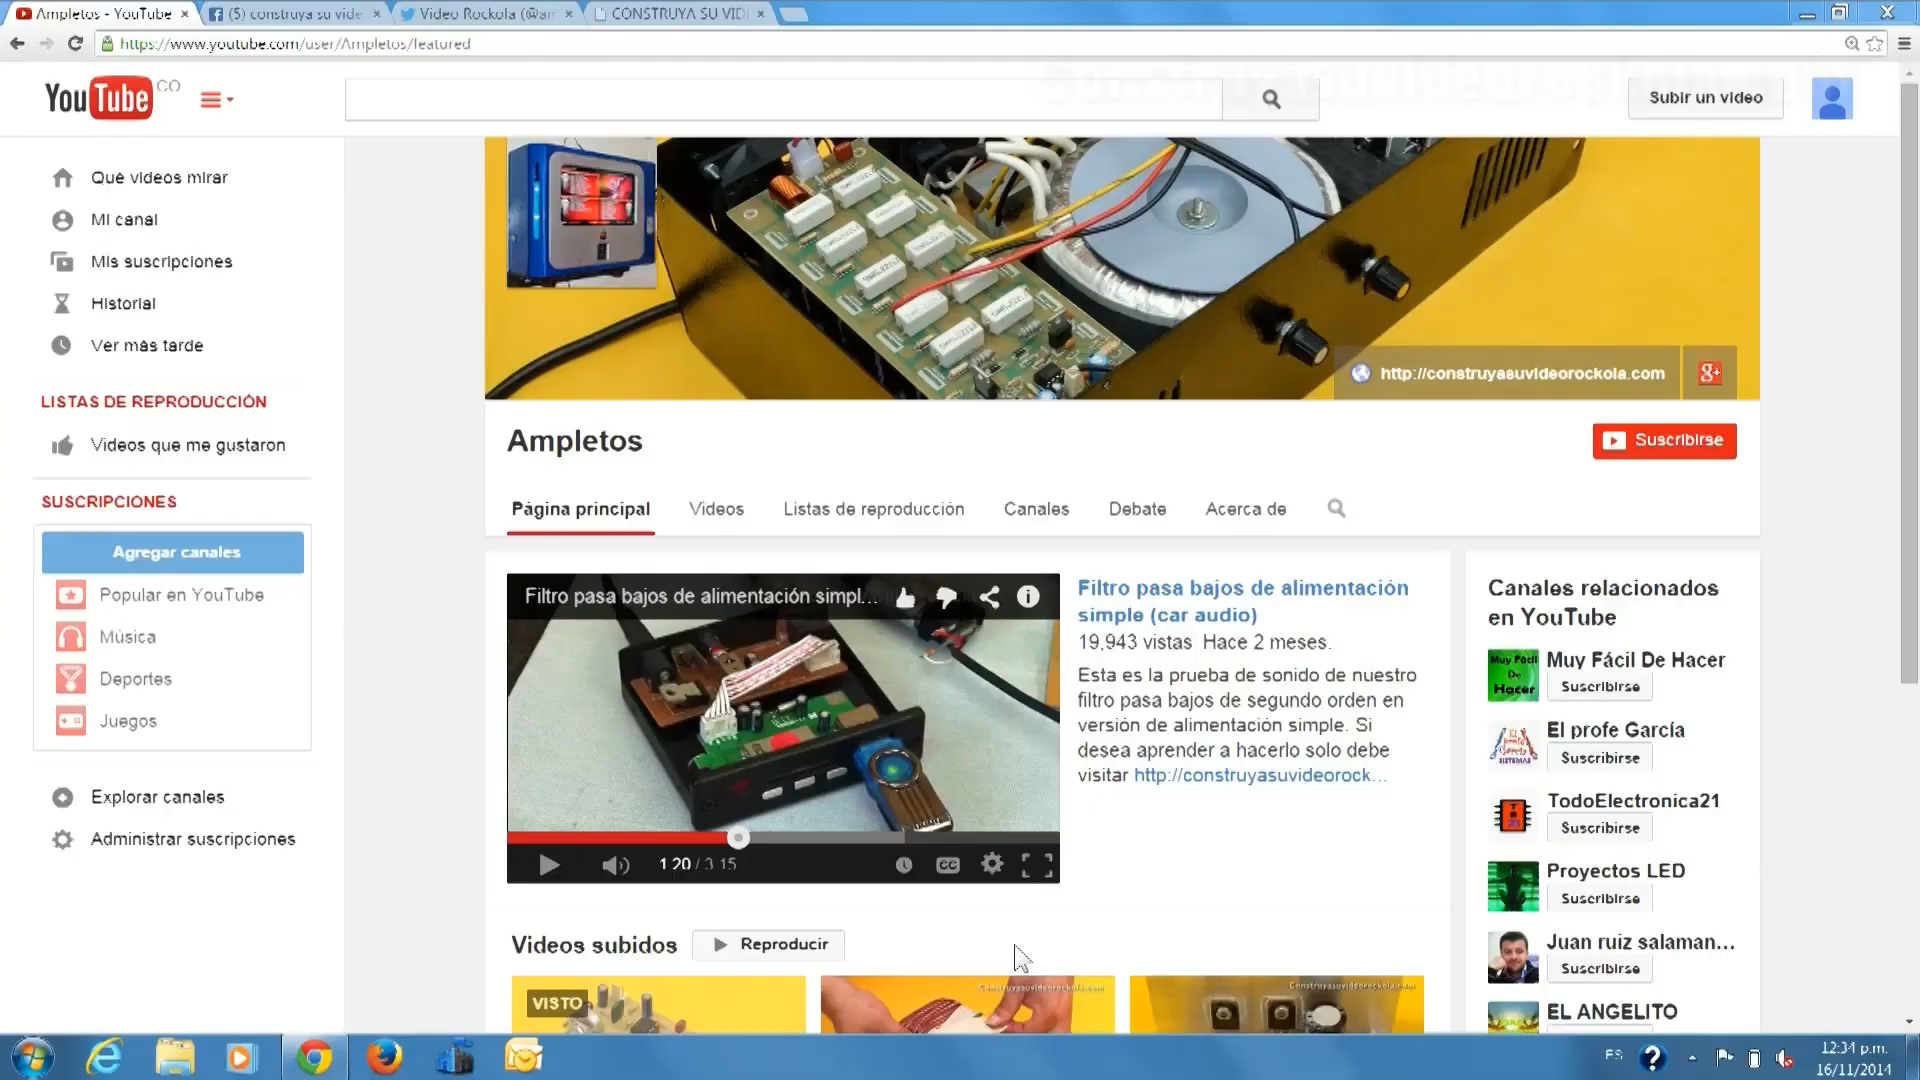 Ampletos - YouTube
(5) construya su vide
Video Rockola (@am
CONSTRUYA SU VID
https://www.youtube.com/user/Ampletos/featured
YouTube CO
Subir un video
Qué videos mirar
Mi canal
Mis suscripciones
Historial
Ver más tarde
LISTAS DE REPRODUCCIÓN
Videos que me gustaron
SUSCRIPCIONES
Agregar canales
Popular en YouTube
Música
Deportes
Juegos
Explorar canales
Administrar suscripciones
http://construyasuvideorockola.com
g+
Ampletos
Suscribirse
Página principal
Videos
Listas de reproducción
Canales
Debate
Acerca de
Filtro pasa bajos de alimentación simpl...
1:20 / 3:15
CC
Filtro pasa bajos de alimentación
simple (car audio)
19,943 vistas Hace 2 meses.
Esta es la prueba de sonido de nuestro
filtro pasa bajos de segundo orden en
versión de alimentación simple. Si
desea aprender a hacerlo solo debe
visitar http://construyasuvideorock...
Videos subidos
Reproducir
VISTO
Construyasuvideorockola.com
Construyasuvideorockola.com
Canales relacionados
en YouTube
Muy Fácil
De
Hacer
Muy Fácil De Hacer
Suscribirse
El profe García
Suscribirse
TodoElectronica21
Suscribirse
Proyectos LED
Suscribirse
Juan ruiz salaman...
Suscribirse
EL ANGELITO
ES
12:34 p.m.
16/11/2014